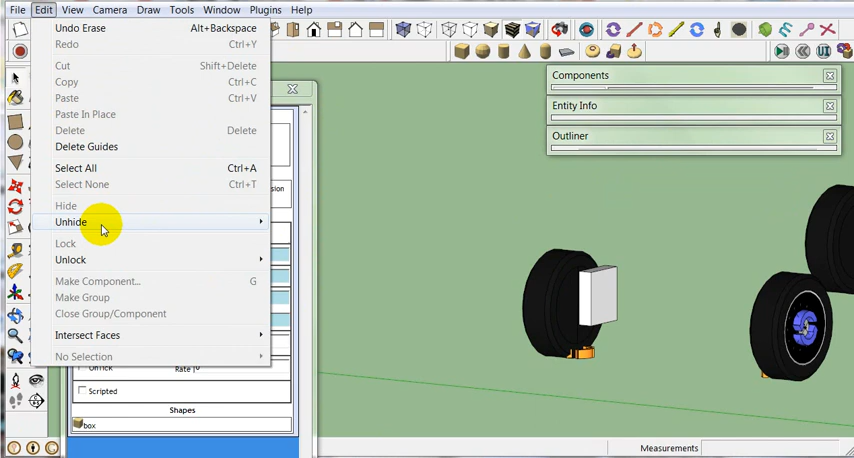 File Edit View Camera Draw Tools Window Plugins Help
Undo Erase Alt+Backspace
Redo Ctrl+Y
Cut Shift+Delete
Copy Ctrl+C
Paste Ctrl+V
Paste In Place
Delete Delete
Delete Guides
Select All Ctrl+A
Select None Ctrl+T
Hide
Unhide
Lock
Unlock
Make Component... G
Make Group
Close Group/Component
Intersect Faces
No Selection
Rate
Scripted
Shapes
box
Components
Entity Info
Outliner
Measurements